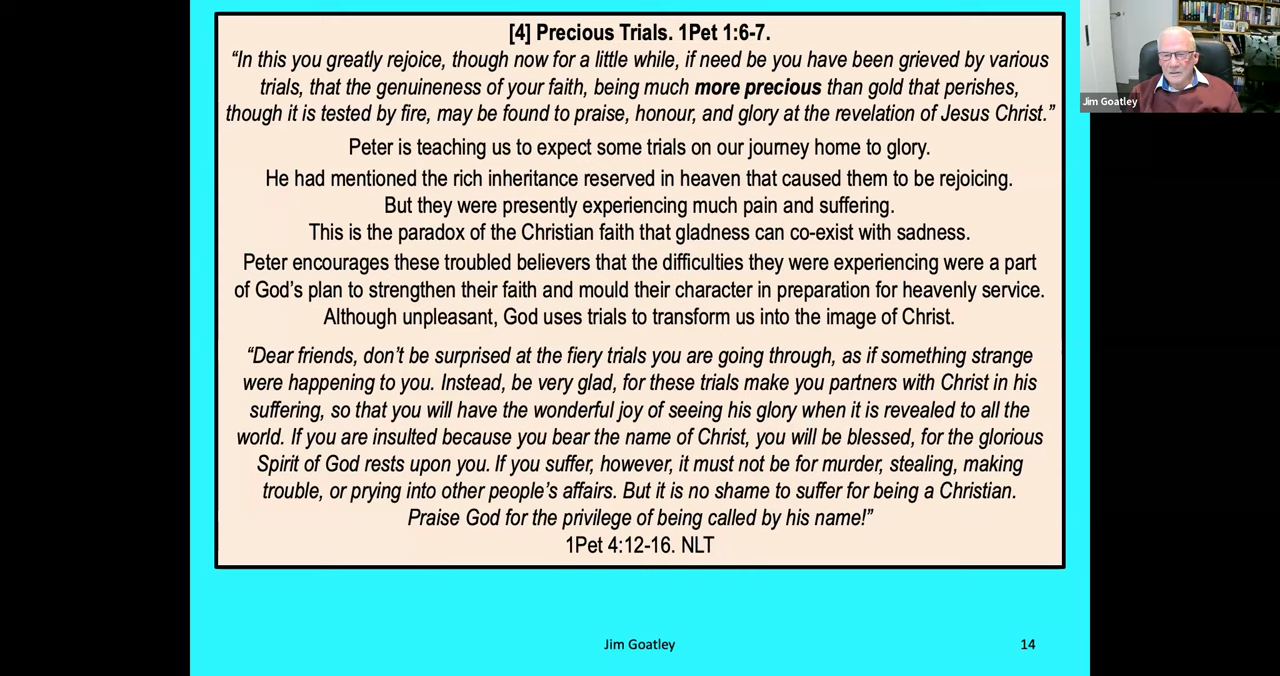 [4] Precious Trials. 1Pet 1:6-7.
“In this you greatly rejoice, though now for a little while, if need be you have been grieved by various
trials, that the genuineness of your faith, being much more precious than gold that perishes,
though it is tested by fire, may be found to praise, honour, and glory at the revelation of Jesus Christ.”
Peter is teaching us to expect some trials on our journey home to glory.
He had mentioned the rich inheritance reserved in heaven that caused them to be rejoicing.
But they were presently experiencing much pain and suffering.
This is the paradox of the Christian faith that gladness can co-exist with sadness.
Peter encourages these troubled believers that the difficulties they were experiencing were a part
of God’s plan to strengthen their faith and mould their character in preparation for heavenly service.
Although unpleasant, God uses trials to transform us into the image of Christ.
“Dear friends, don’t be surprised at the fiery trials you are going through, as if something strange
were happening to you. Instead, be very glad, for these trials make you partners with Christ in his
suffering, so that you will have the wonderful joy of seeing his glory when it is revealed to all the
world. If you are insulted because you bear the name of Christ, you will be blessed, for the glorious
Spirit of God rests upon you. If you suffer, however, it must not be for murder, stealing, making
trouble, or prying into other people’s affairs. But it is no shame to suffer for being a Christian.
Praise God for the privilege of being called by his name!”
1Pet 4:12-16. NLT
Jim Goatley
14
Jim Goatley